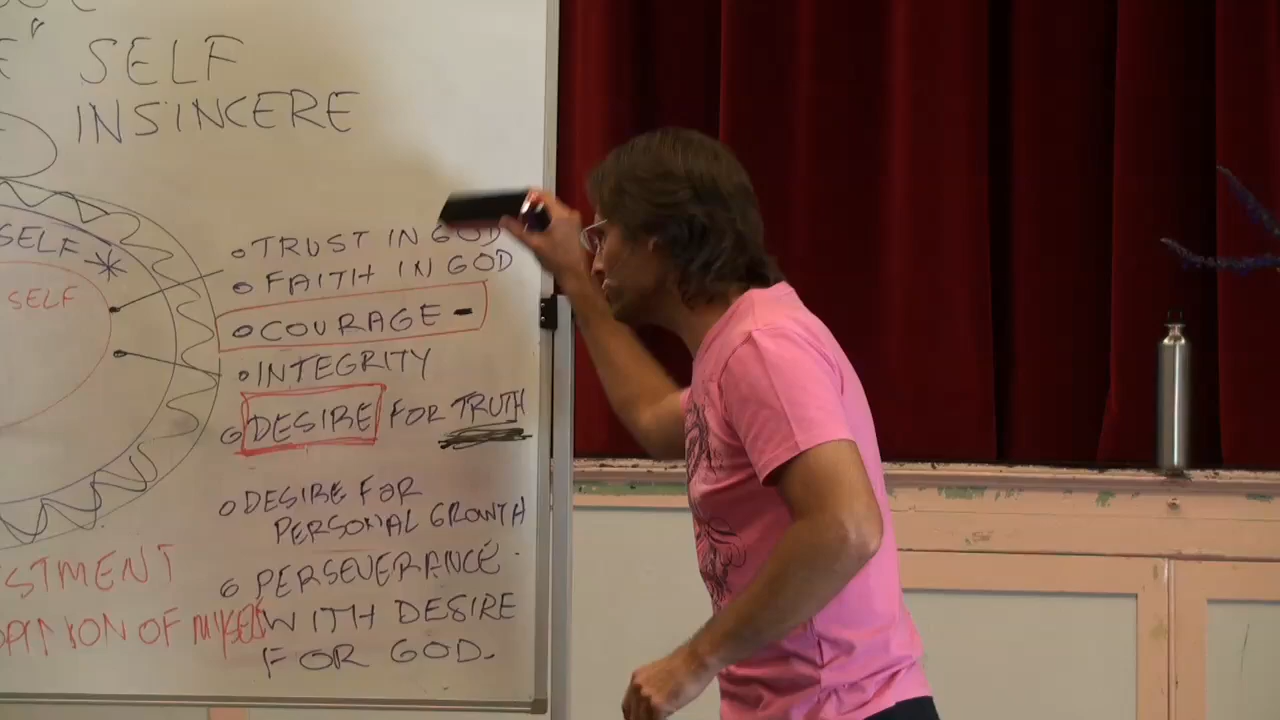 E" SELF
INSINCERE
SELF *
SELF
• TRUST IN GOD
• FAITH IN GOD
• COURAGE -
• INTEGRITY
• DESIRE FOR TRUTH
• DESIRE FOR
PERSONAL GROWTH
• PERSEVERANCE
WITH DESIRE
FOR GOD.
STMENT
OPINION OF MYSELF